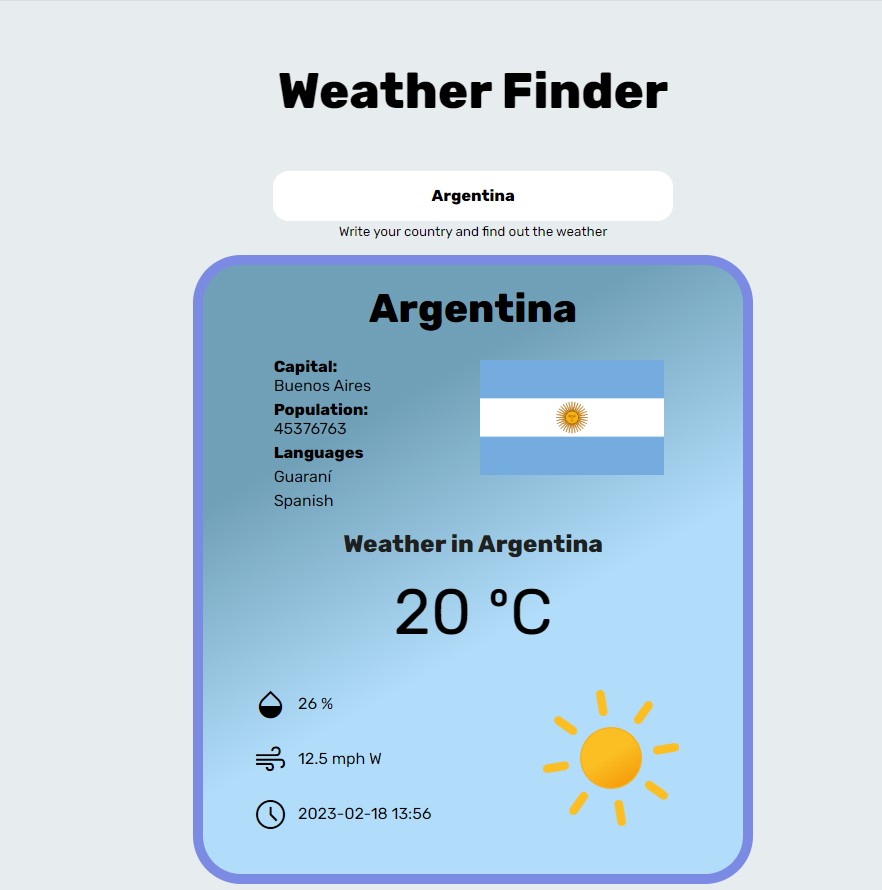 Weather Finder
Argentina
Write your country and find out the weather
Argentina
Capital:
Buenos Aires
Population:
45376763
Languages
Guaraní
Spanish
Weather in Argentina
20 ºC
26 %
12.5 mph W
2023-02-18 13:56